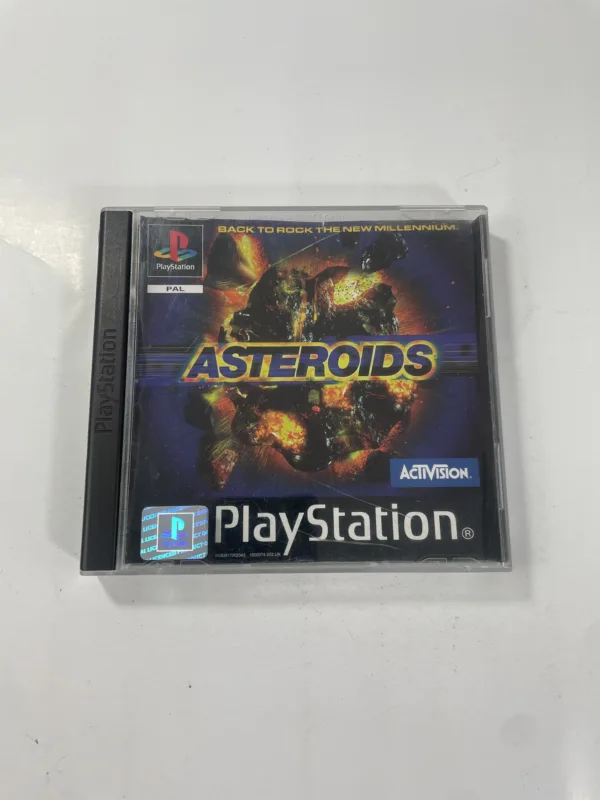 BACK TO ROCK THE NEW MILLENNIUM.
PlayStation
PAL
PlayStation
ASTEROIDS
ACTIVISION.
PlayStation®